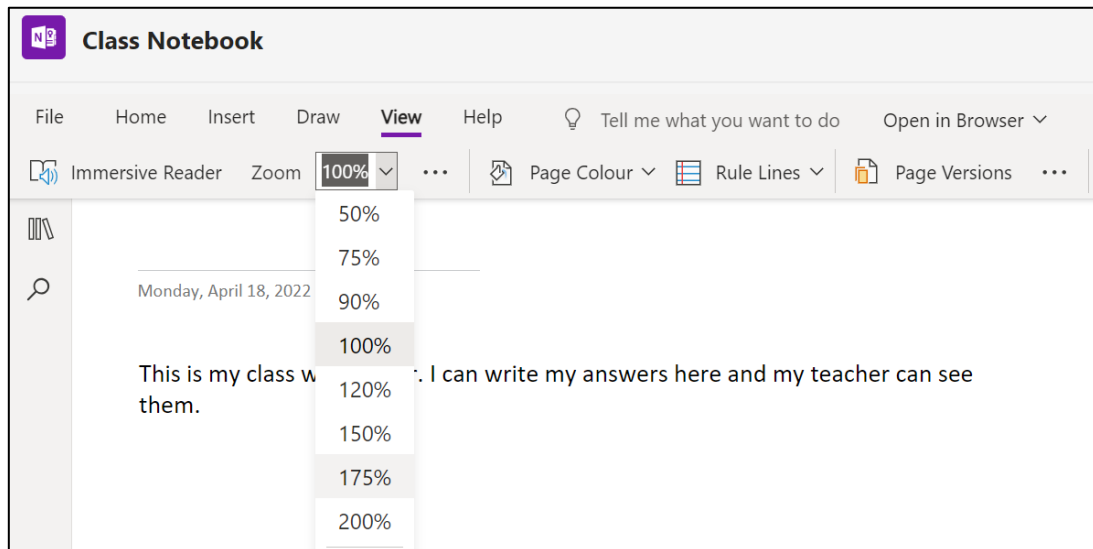 Class Notebook
File Home Insert Draw View Help Tell me what you want to do Open in Browser
Immersive Reader Zoom 100% ... Page Colour Rule Lines Page Versions ...
50%
75%
Monday, April 18, 2022
90%
100%
This is my class w r. I can write my answers here and my teacher can see
them.
120%
150%
175%
200%